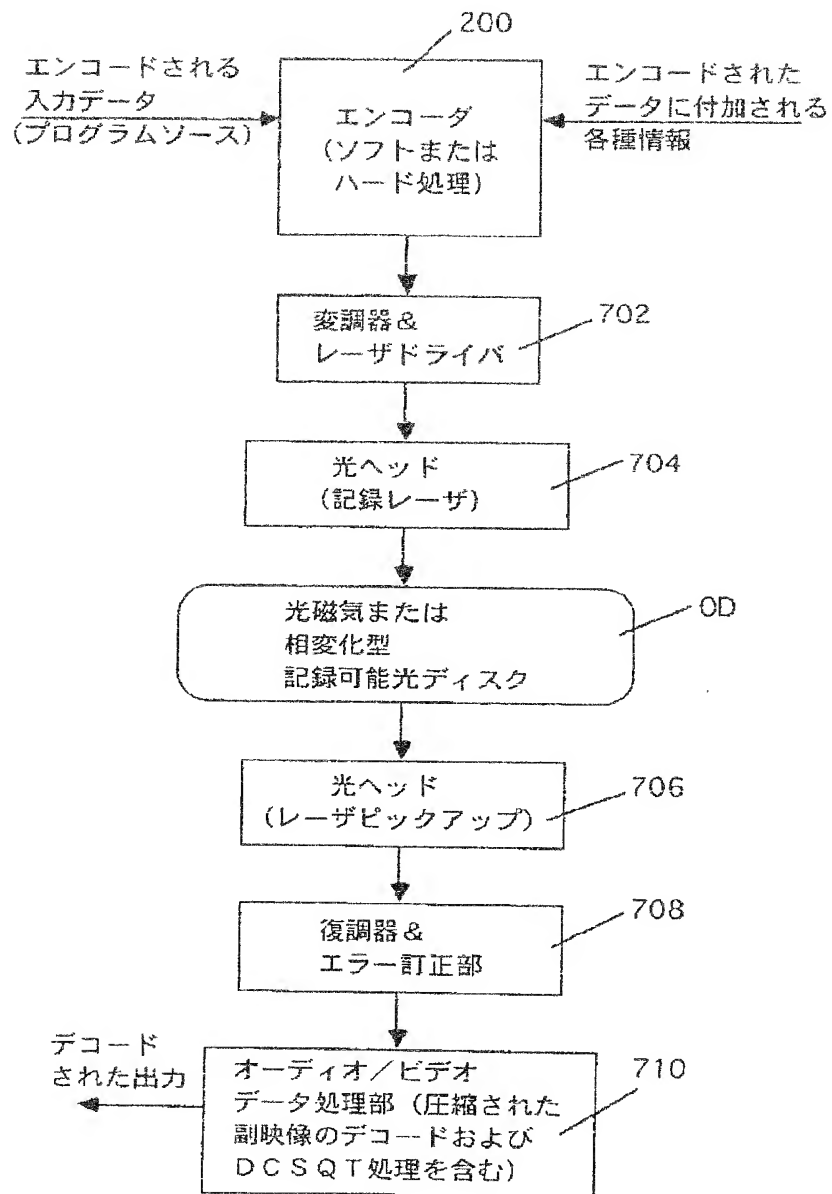 200
エンコードされる
入力データ
(プログラムソース)
エンコーダ
(ソフトまたは
ハード処理)
エンコードされた
データに付加される
各種情報
変調器&
レーザドライバ
702
光ヘッド
(記録レーザ)
704
光磁気または
相変化型
記録可能光ディスク
OD
光ヘッド
(レーザピックアップ)
706
復調器&
エラー訂正部
708
デコード
された出力
オーディオ/ビデオ
データ処理部(圧縮された
副映像のデコードおよび
DCSQT処理を含む)
710